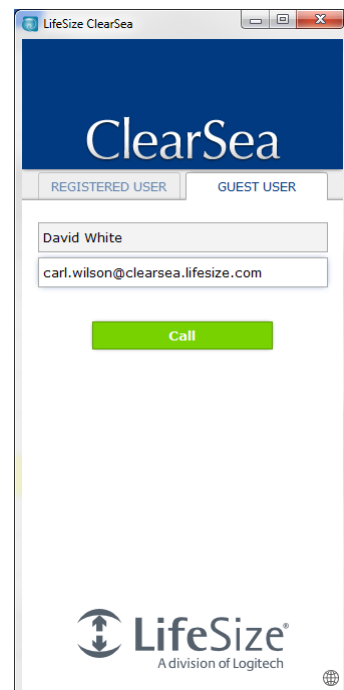 LifeSize ClearSea
ClearSea
REGISTERED USER GUEST USER
David White
carl.wilson@clearsea.lifesize.com
Call
LifeSize®
A division of Logitech